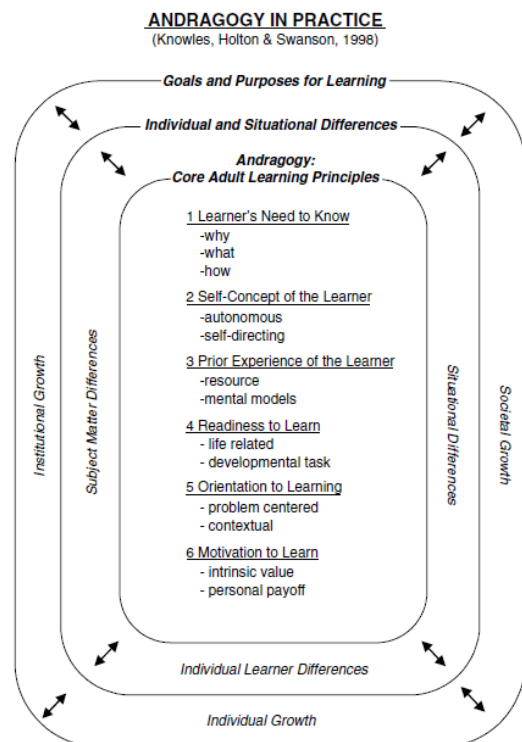 ANDRAGOGY IN PRACTICE
(Knowles, Holton & Swanson, 1998)
Goals and Purposes for Learning
Individual and Situational Differences
Andragogy:
Core Adult Learning Principles
1 Learner's Need to Know
-why
-what
-how
2 Self-Concept of the Learner
-autonomous
-self-directing
3 Prior Experience of the Learner
-resource
-mental models
4 Readiness to Learn
- life related
- developmental task
5 Orientation to Learning
- problem centered
- contextual
6 Motivation to Learn
- intrinsic value
- personal payoff
Institutional Growth
Subject Matter Differences
Situational Differences
Societal Growth
Individual Learner Differences
Individual Growth